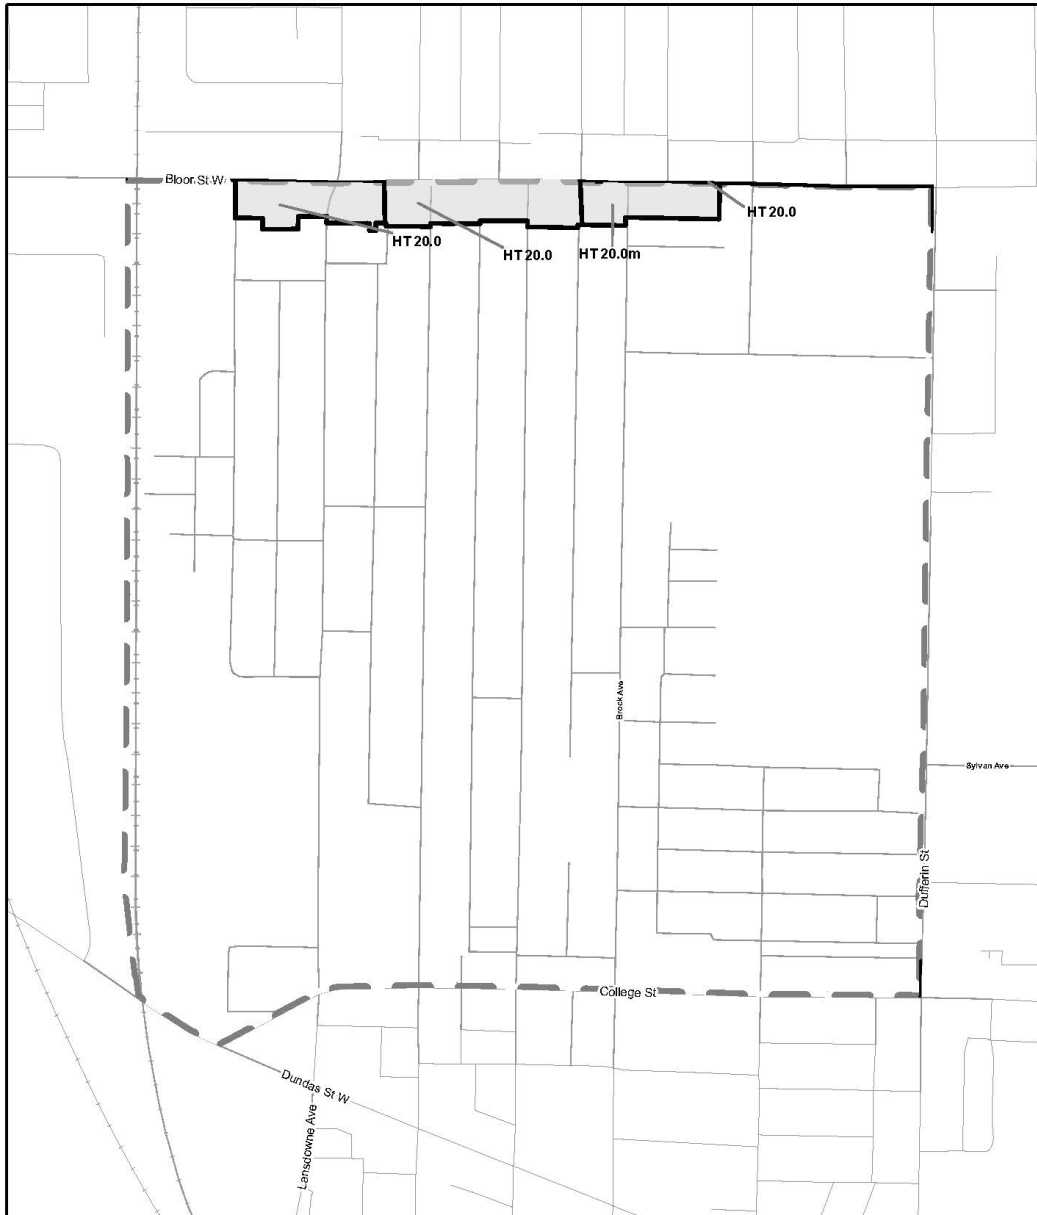 Bloor St W
HT 20.0
HT 20.0
HT 20.0
HT 20.0m
Brock Ave
Sylvan Ave
Dufferin St
College St
Dundas St W
Lansdowne Ave